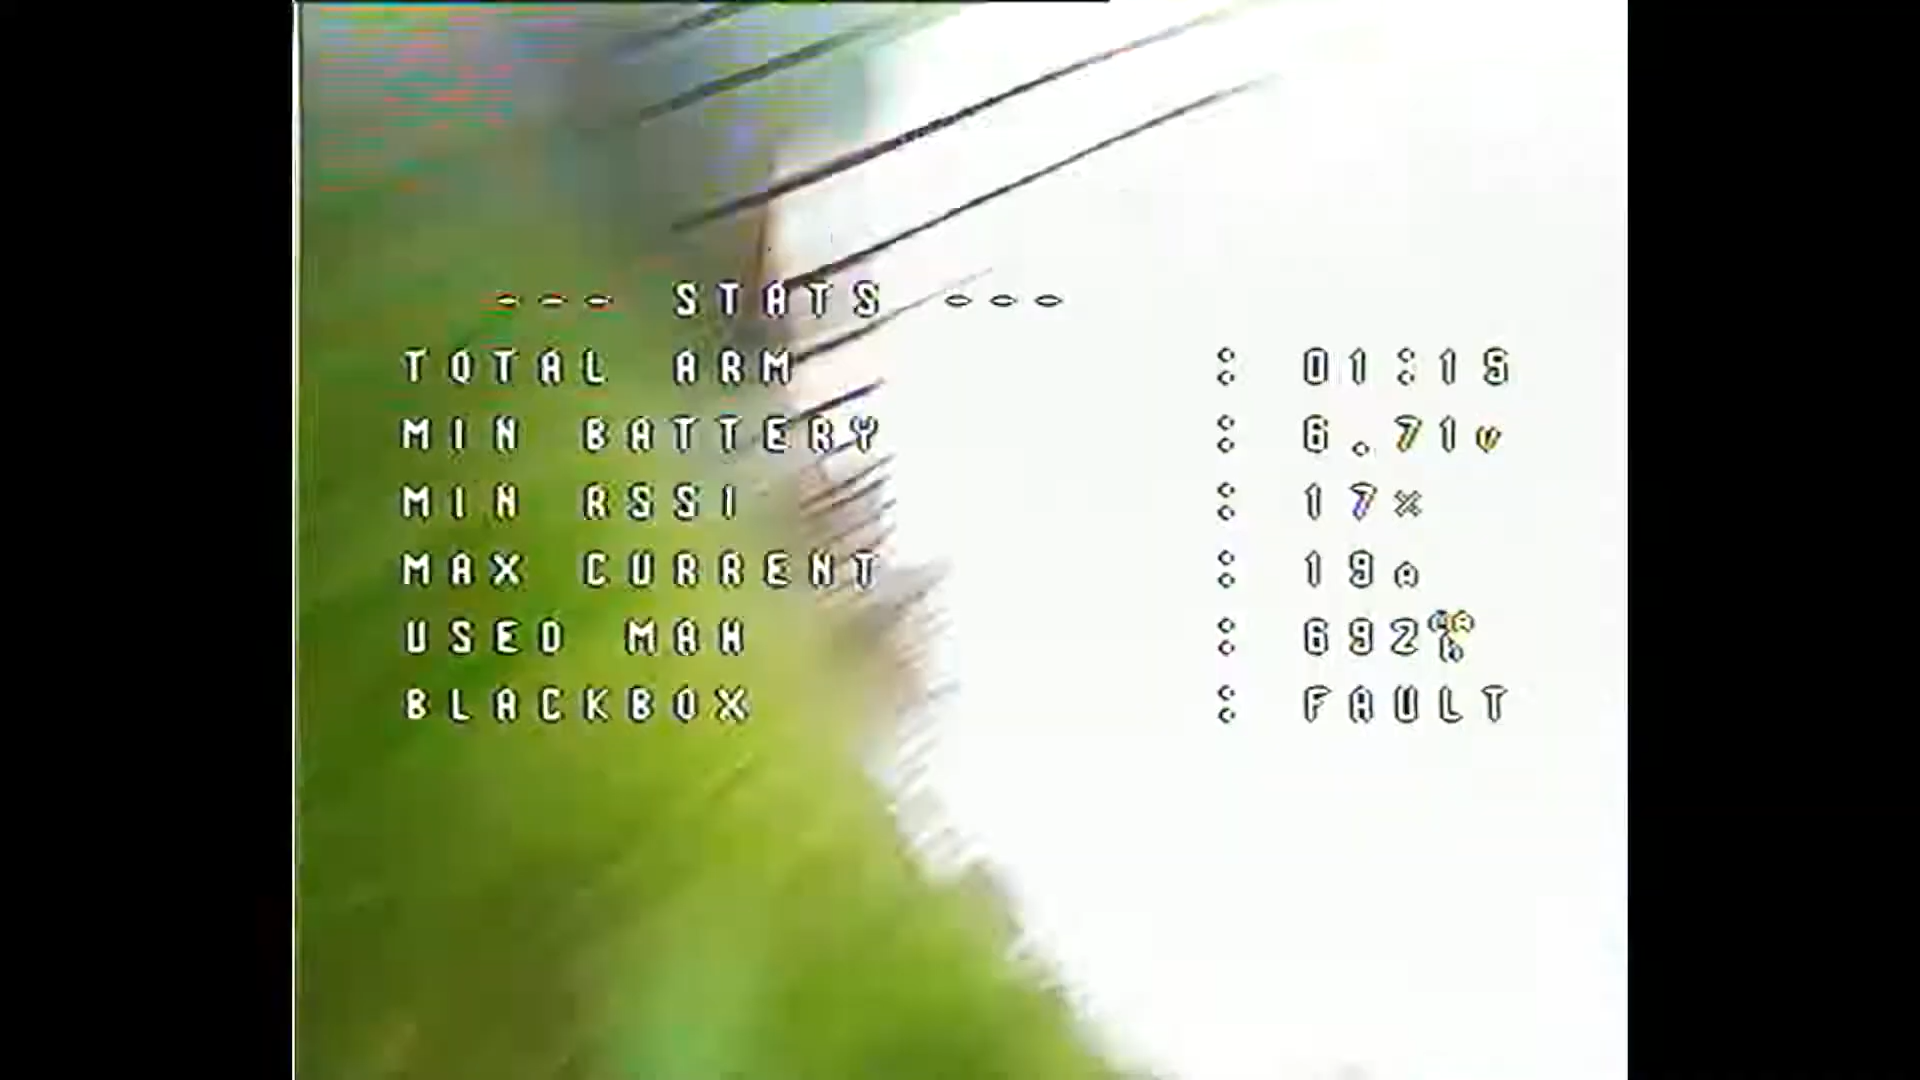 --- STATS ---
TOTAL ARM : 01:15
MIN BATTERY : 6.71V
MIN RSSI : 17%
MAX CURRENT : 19A
USED MAH : 692mAh
BLACKBOX : FAULT